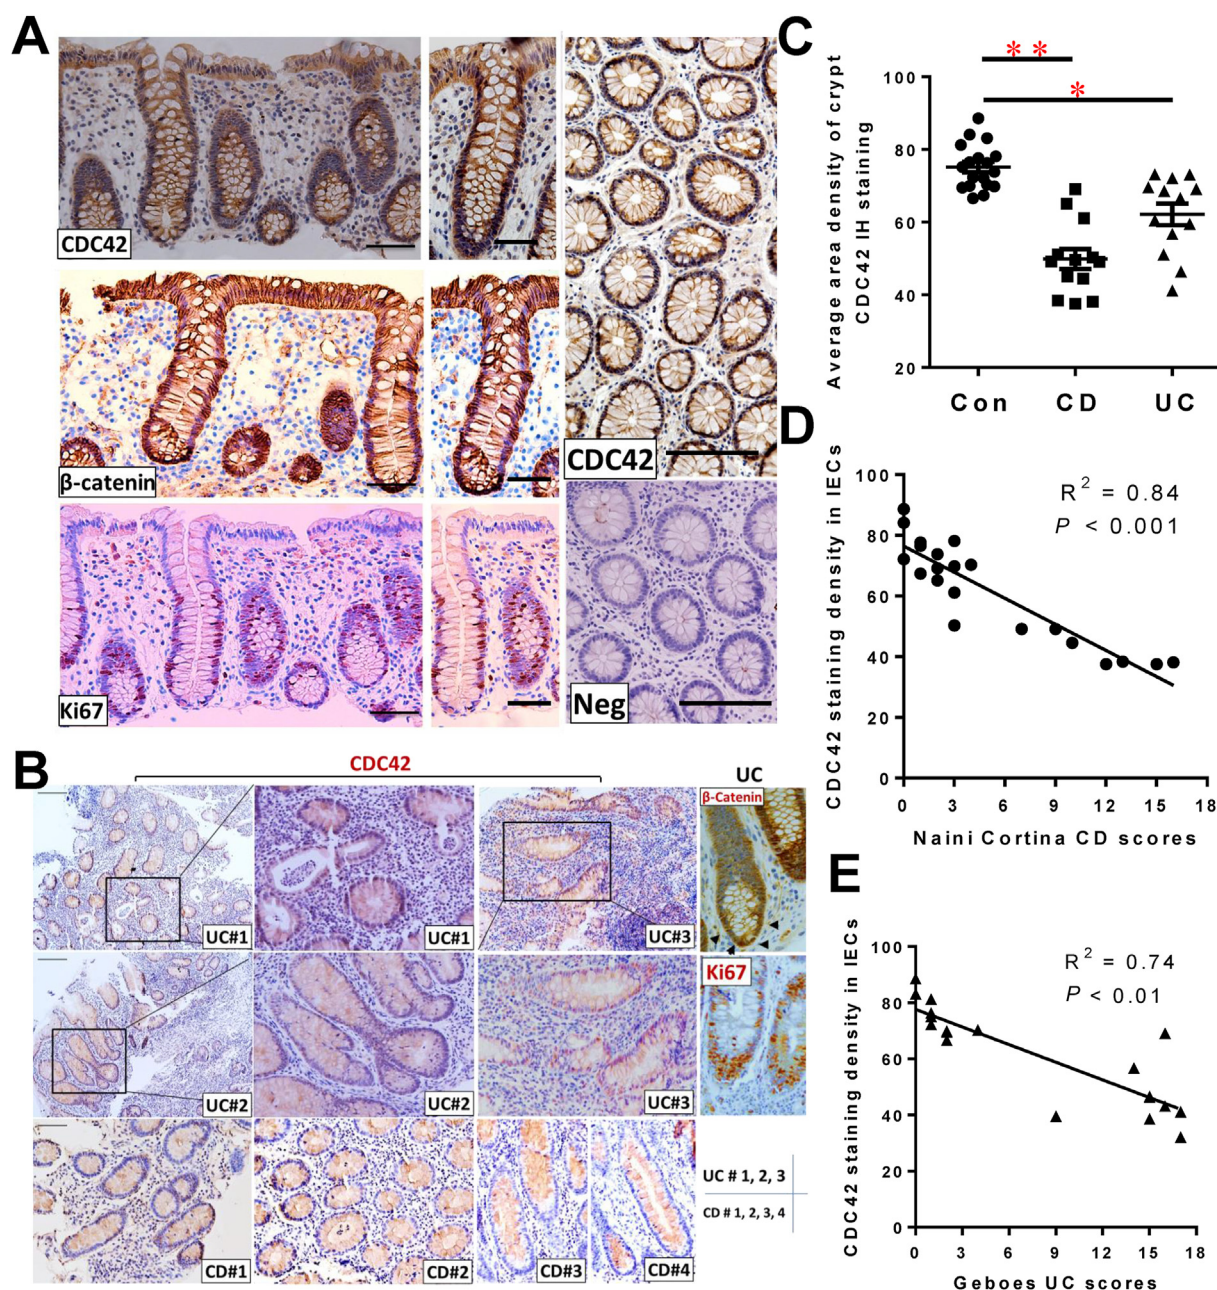 A
CDC42
β-catenin
Ki67
CDC42
Neg
B
CDC42
UC#1
UC#1
UC#3
UC
β-Catenin
UC#2
UC#2
UC#3
Ki67
CD#1
CD#2
CD#3
CD#4
UC # 1, 2, 3
CD # 1, 2, 3, 4
C
Average area density of crypt
CDC42 IH staining
* *
*
100
80
60
40
20
Con CD UC
D
CDC42 staining density in IECs
100
80
60
40
20
0
R² = 0.84
P < 0.001
0 3 6 9 12 15 18
Naini Cortina CD scores
E
CDC42 staining density in IECs
100
80
60
40
20
0
R² = 0.74
P < 0.01
0 3 6 9 12 15 18
Geboes UC scores